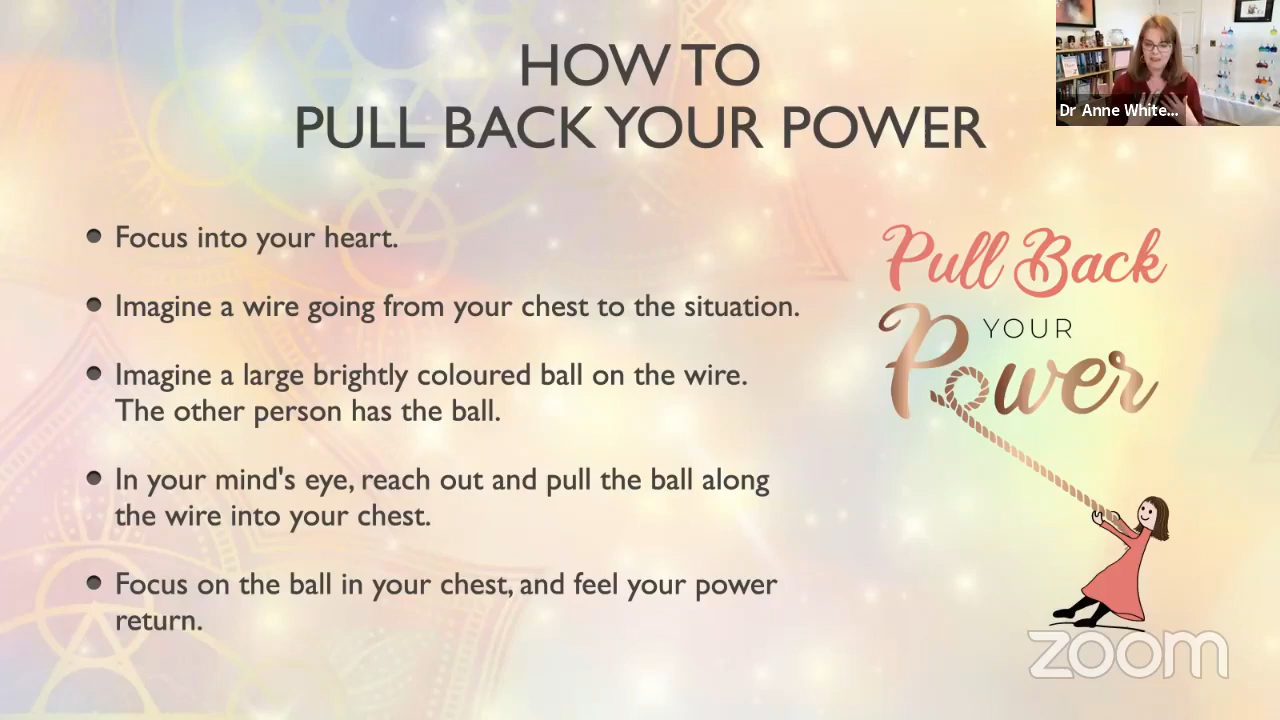 HOW TO
PULL BACK YOUR POWER
Dr Anne White...
Focus into your heart.
Imagine a wire going from your chest to the situation.
Imagine a large brightly coloured ball on the wire.
The other person has the ball.
In your mind's eye, reach out and pull the ball along
the wire into your chest.
Focus on the ball in your chest, and feel your power
return.
Pull Back
YOUR
Power
zoom